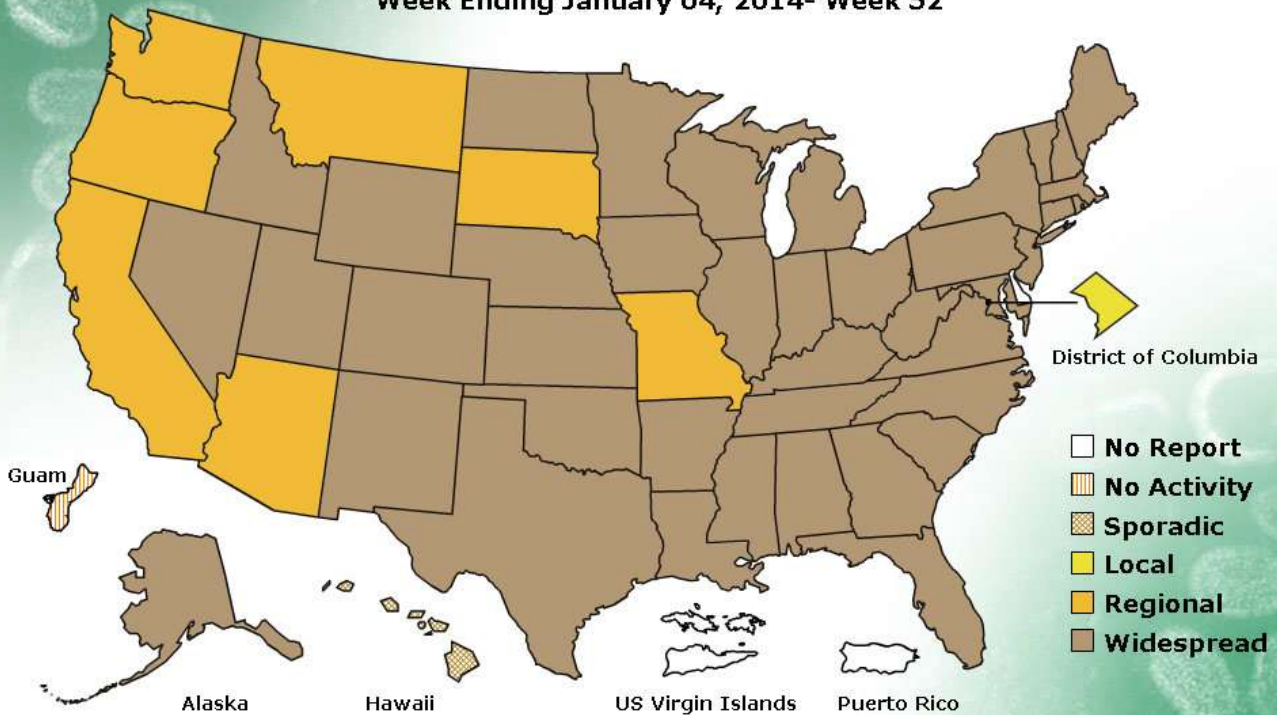 Week Ending January 04, 2014- Week 52
District of Columbia
Guam
No Report
No Activity
Sporadic
Local
Regional
Widespread
Alaska
Hawaii
US Virgin Islands
Puerto Rico